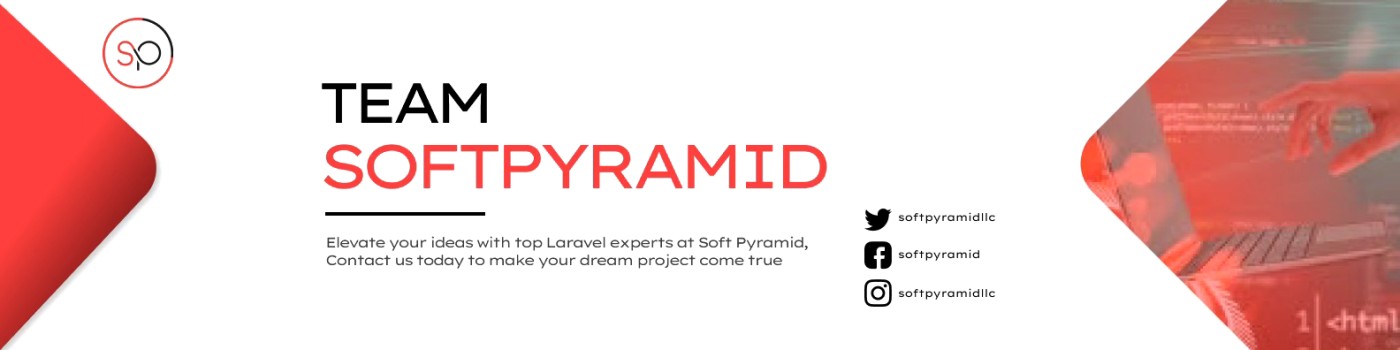 SP
TEAM
SOFTPYRAMID
Elevate your ideas with top Laravel experts at Soft Pyramid,
Contact us today to make your dream project come true
softpyramidllc
softpyramid
softpyramidllc
1 <html